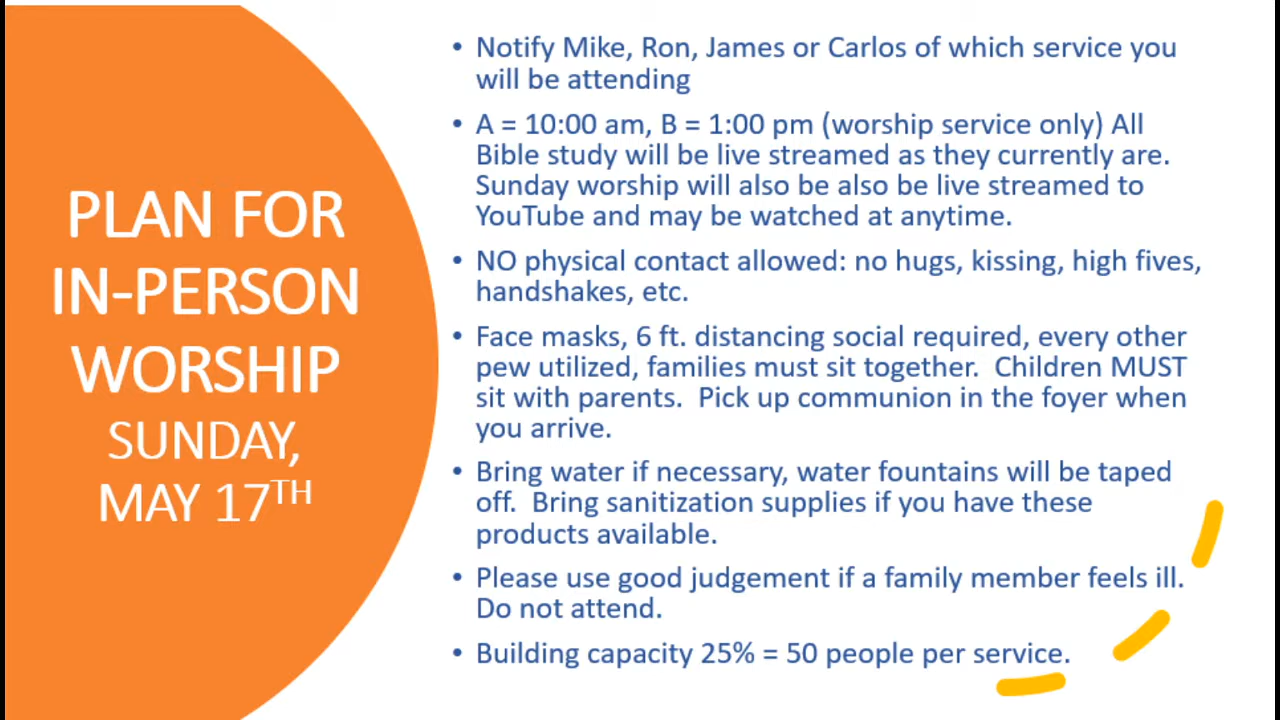 PLAN FOR
IN-PERSON
WORSHIP
SUNDAY,
MAY 17TH
• Notify Mike, Ron, James or Carlos of which service you
will be attending
• A = 10:00 am, B = 1:00 pm (worship service only) All
Bible study will be live streamed as they currently are.
Sunday worship will also be also be live streamed to
YouTube and may be watched at anytime.
• NO physical contact allowed: no hugs, kissing, high fives,
handshakes, etc.
• Face masks, 6 ft. distancing social required, every other
pew utilized, families must sit together.  Children MUST
sit with parents.  Pick up communion in the foyer when
you arrive.
• Bring water if necessary, water fountains will be taped
off.  Bring sanitization supplies if you have these
products available.
• Please use good judgement if a family member feels ill.
Do not attend.
• Building capacity 25% = 50 people per service.